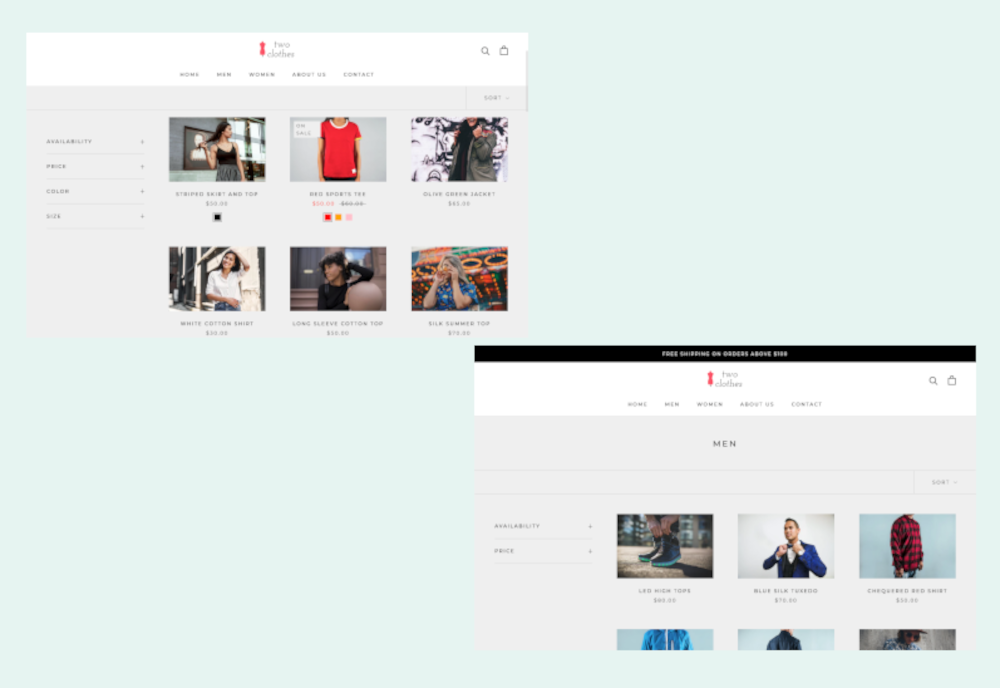 two
clothes
HOME MEN WOMEN ABOUT US CONTACT
SORT
AVAILABILITY +
PRICE +
COLOR +
SIZE +
ON
SALE
STRIPED SKIRT AND TOP
$50.00
RED SPORTS TEE
$50.00 $80.00
OLIVE GREEN JACKET
$65.00
WHITE COTTON SHIRT
$30.00
LONG SLEEVE COTTON TOP
$50.00
SILK SUMMER TOP
$70.00
FREE SHIPPING ON ORDERS ABOVE $100
two
clothes
HOME MEN WOMEN ABOUT US CONTACT
MEN
SORT
AVAILABILITY +
PRICE +
LED HIGH TOPS
$80.00
BLUE SILK TUXEDO
$70.00
CHEQUERED RED SHIRT
$50.00